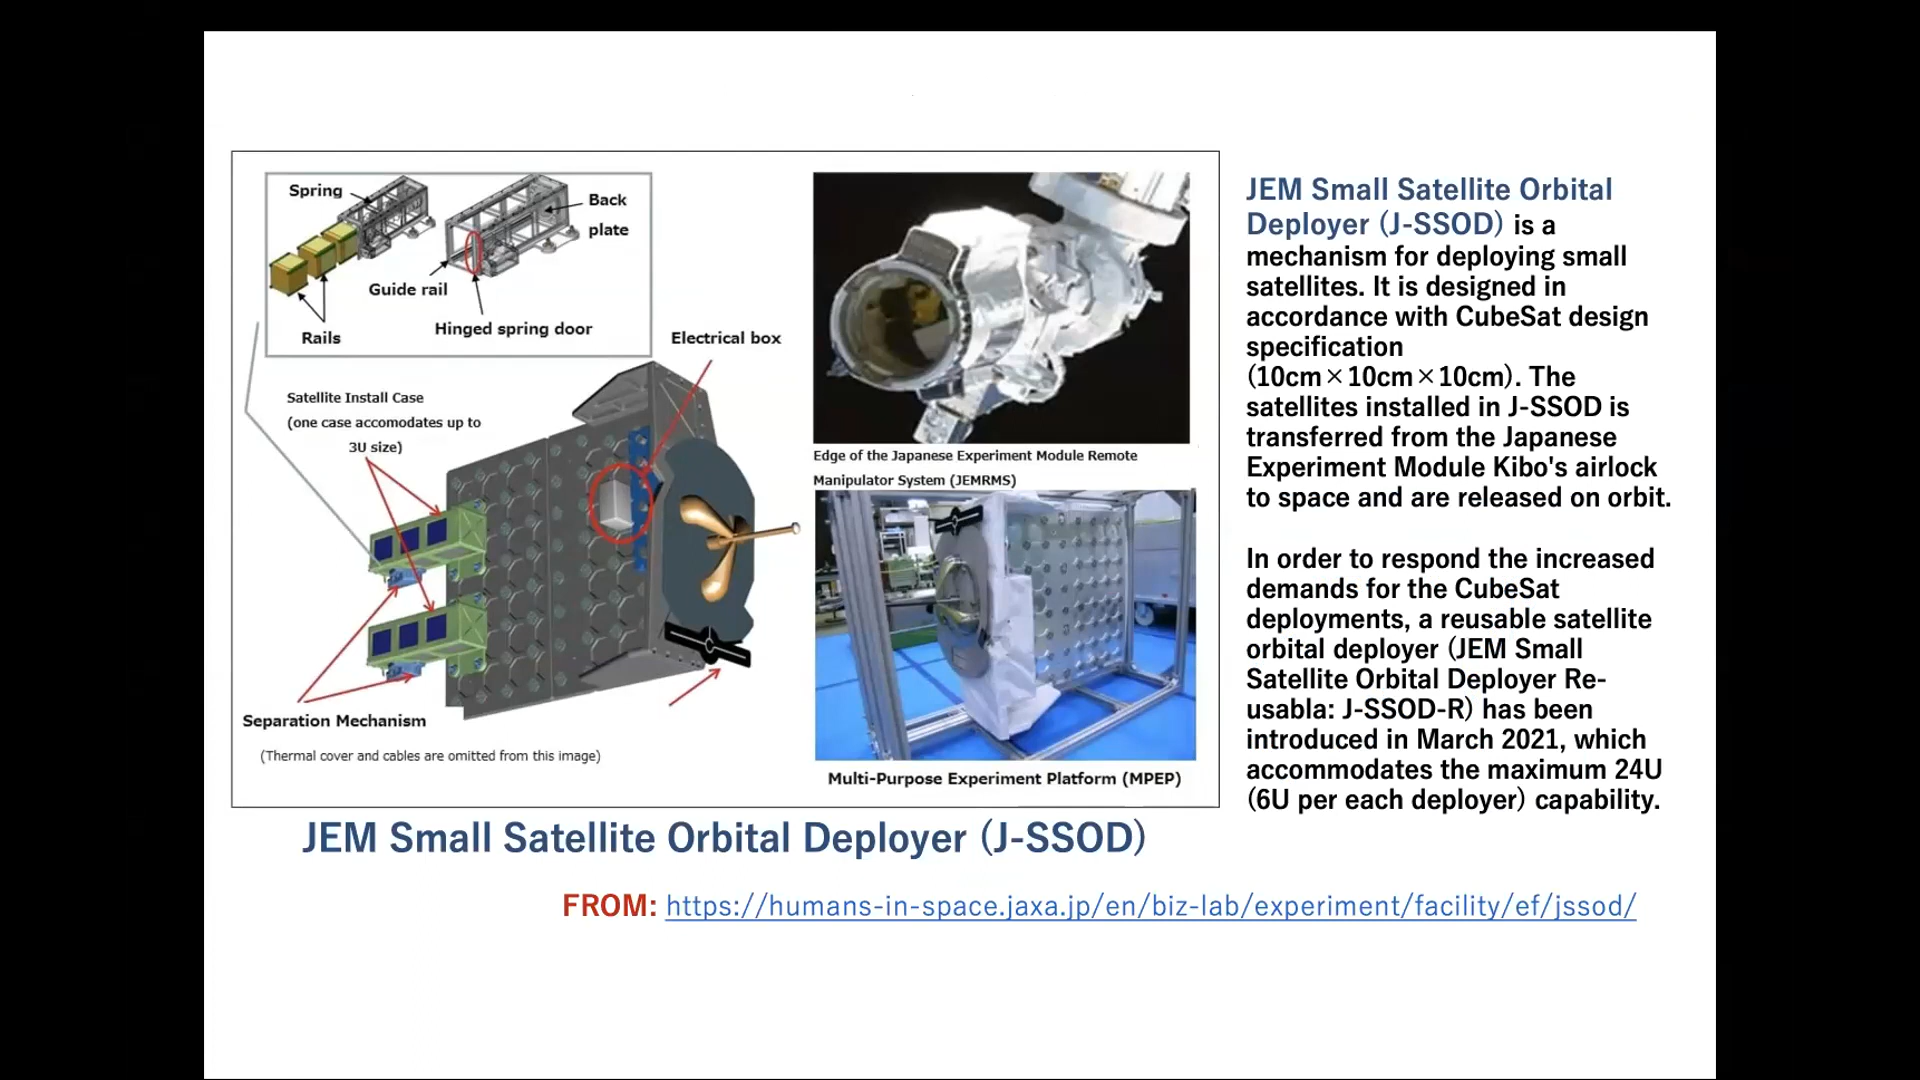 Spring
Back
plate
Guide rail
Hinged spring door
Rails
Electrical box
Satellite Install Case
(one case accomodates up to
3U size)
Separation Mechanism
(Thermal cover and cables are omitted from this image)
Edge of the Japanese Experiment Module Remote
Manipulator System (JEMRMS)
Multi-Purpose Experiment Platform (MPEP)
JEM Small Satellite Orbital Deployer (J-SSOD)
JEM Small Satellite Orbital
Deployer (J-SSOD) is a
mechanism for deploying small
satellites. It is designed in
accordance with CubeSat design
specification
(10cm×10cm×10cm). The
satellites installed in J-SSOD is
transferred from the Japanese
Experiment Module Kibo's airlock
to space and are released on orbit.
In order to respond the increased
demands for the CubeSat
deployments, a reusable satellite
orbital deployer (JEM Small
Satellite Orbital Deployer Re-
usabla: J-SSOD-R) has been
introduced in March 2021, which
accommodates the maximum 24U
(6U per each deployer) capability.
FROM: https://humans-in-space.jaxa.jp/en/biz-lab/experiment/facility/ef/jssod/